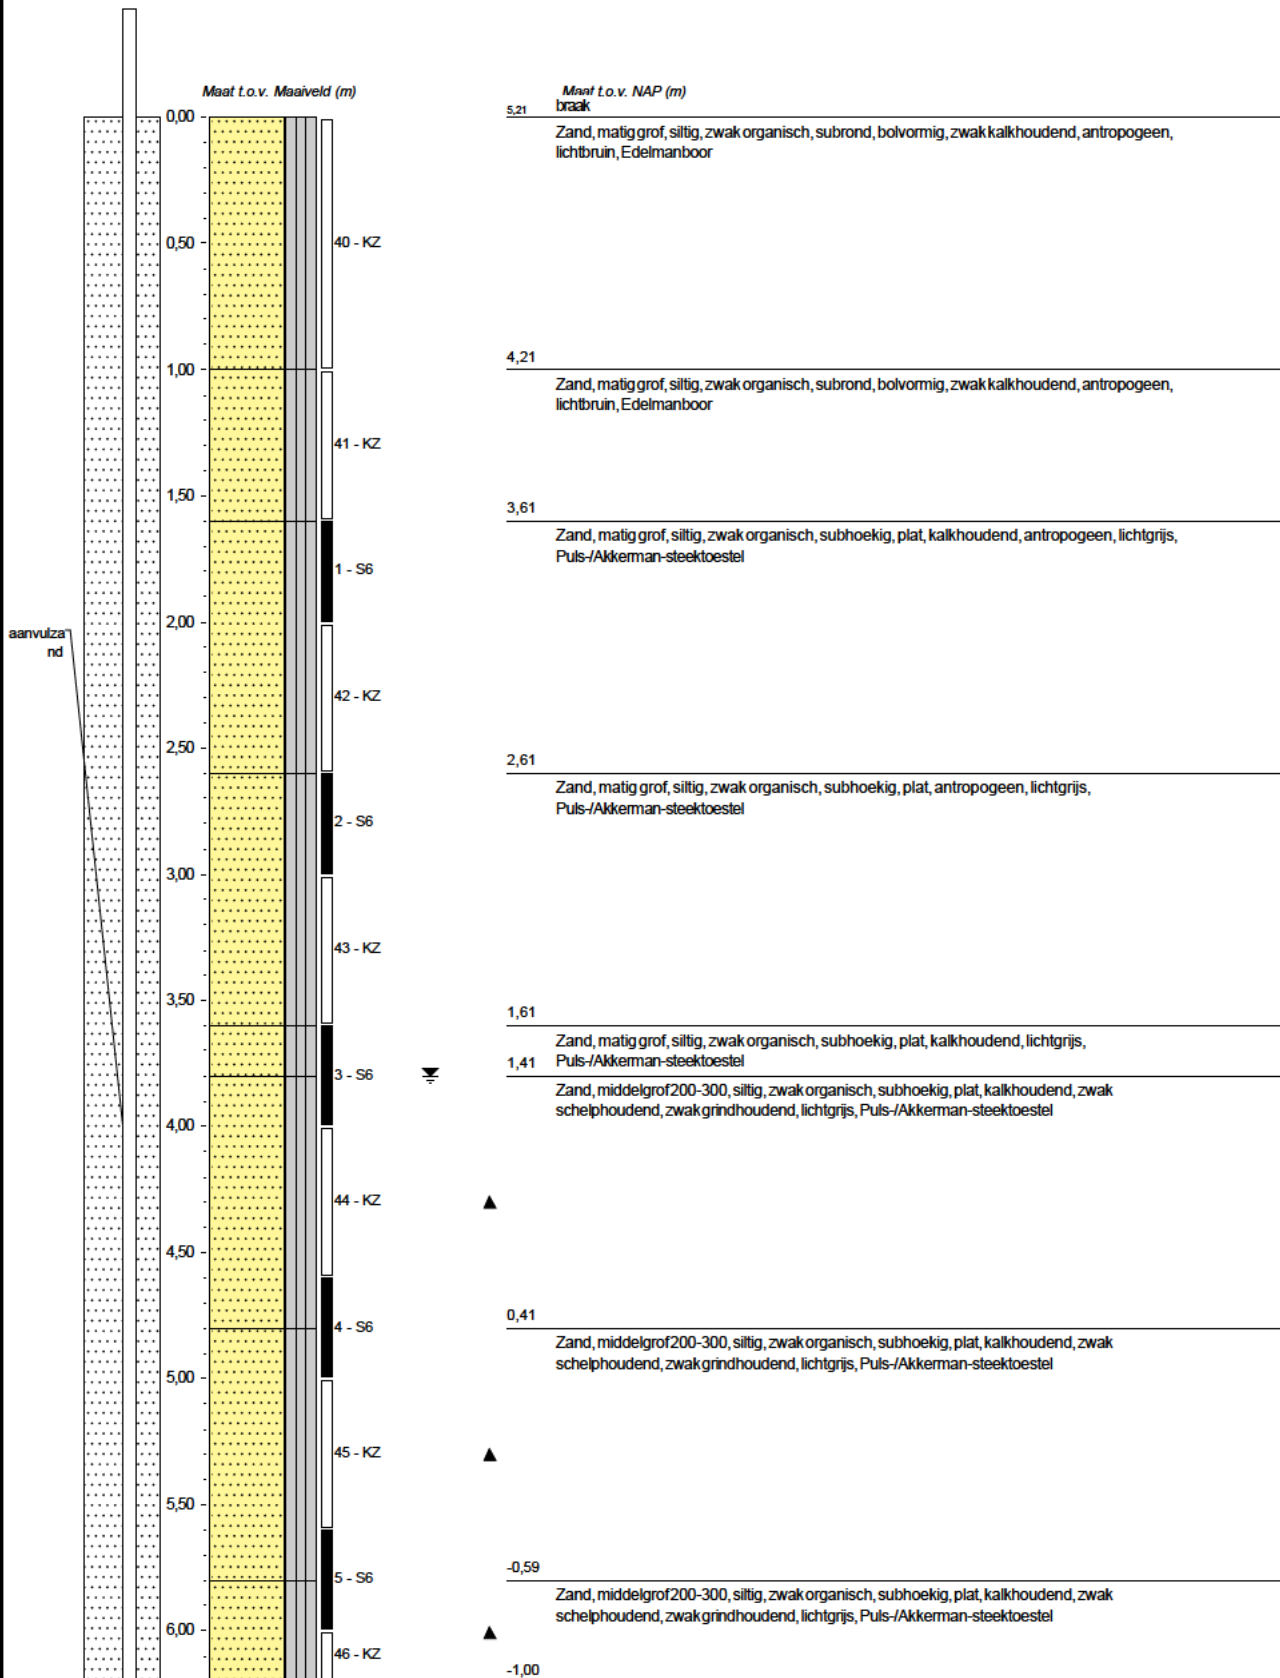 Maat t.o.v. Maaiveld (m)
Maat t.o.v. NAP (m)
0,00
5,21
braak
Zand, matig grof, siltig, zwak organisch, subrond, bolvormig, zwak kalkhoudend, antropogeen,
lichtbruin, Edelmanboor
0,50
40 - KZ
4,21
1,00
Zand, matig grof, siltig, zwak organisch, subrond, bolvormig, zwak kalkhoudend, antropogeen,
lichtbruin, Edelmanboor
41 - KZ
1,50
3,61
Zand, matig grof, siltig, zwak organisch, subhoekig, plat, kalkhoudend, antropogeen, lichtgrijs,
Puls-/Akkerman-steektoestel
1 - S6
2,00
aanvulza
nd
42 - KZ
2,50
2,61
Zand, matig grof, siltig, zwak organisch, subhoekig, plat, antropogeen, lichtgrijs,
Puls-/Akkerman-steektoestel
2 - S6
3,00
43 - KZ
3,50
1,61
Zand, matig grof, siltig, zwak organisch, subhoekig, plat, kalkhoudend, lichtgrijs,
Puls-/Akkerman-steektoestel
1,41
3 - S6
Zand, middelgrof 200-300, siltig, zwak organisch, subhoekig, plat, kalkhoudend, zwak
schelphoudend, zwak grindhoudend, lichtgrijs, Puls-/Akkerman-steektoestel
4,00
44 - KZ
4,50
0,41
4 - S6
Zand, middelgrof 200-300, siltig, zwak organisch, subhoekig, plat, kalkhoudend, zwak
schelphoudend, zwak grindhoudend, lichtgrijs, Puls-/Akkerman-steektoestel
5,00
45 - KZ
5,50
-0,59
5 - S6
Zand, middelgrof 200-300, siltig, zwak organisch, subhoekig, plat, kalkhoudend, zwak
schelphoudend, zwak grindhoudend, lichtgrijs, Puls-/Akkerman-steektoestel
6,00
46 - KZ
-1,00